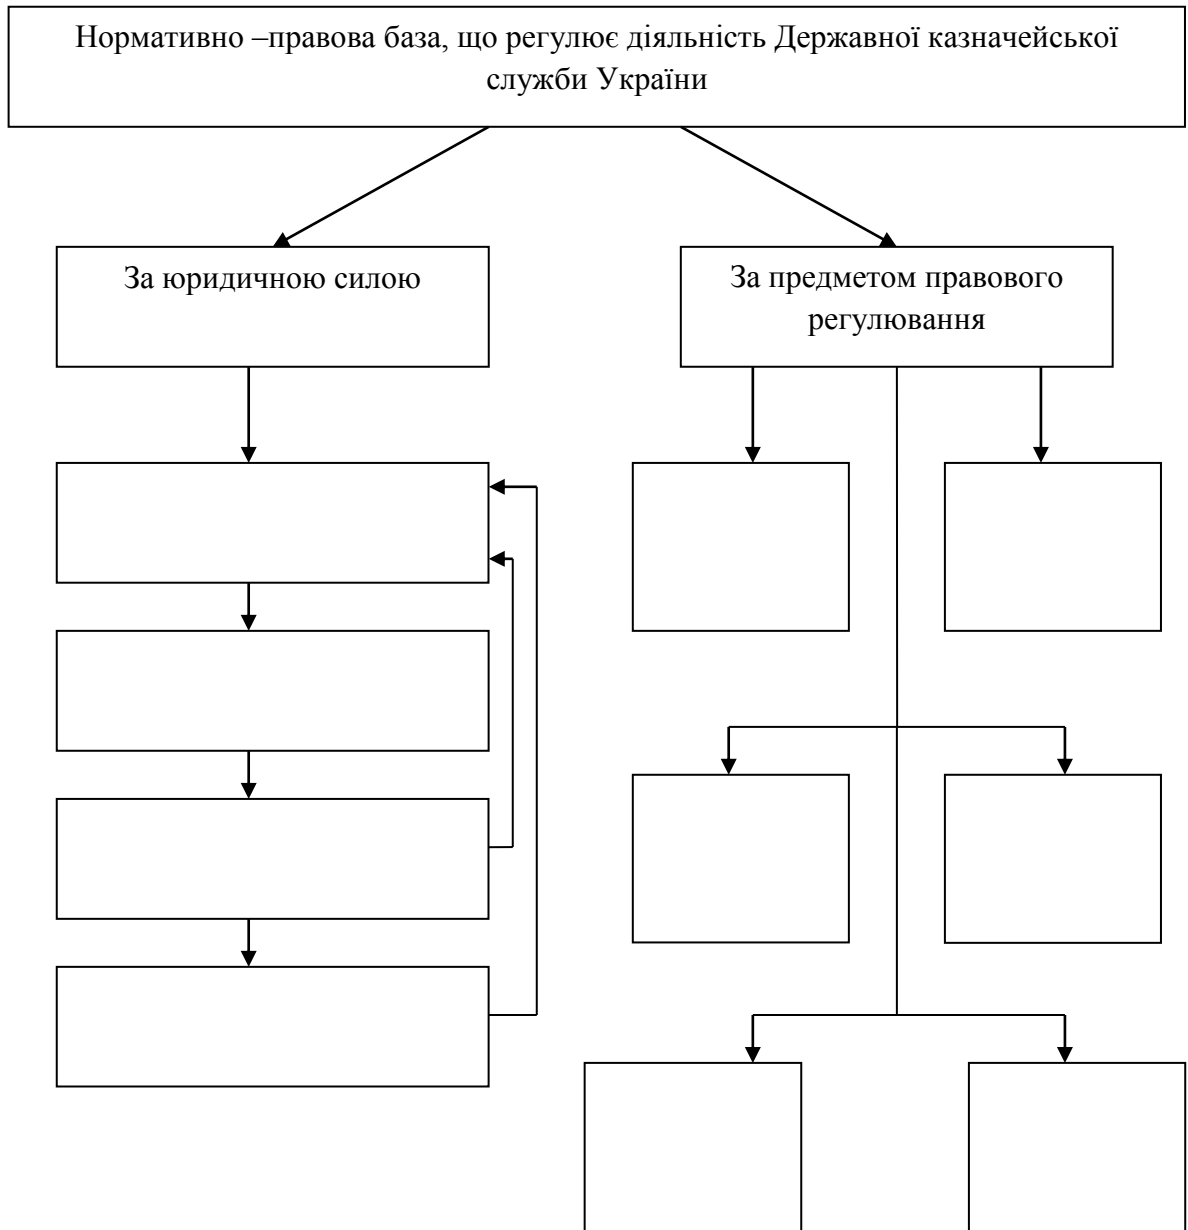 Нормативно –правова база, що регулює діяльність Державної казначейської
служби України
За юридичною силою
За предметом правового
регулювання